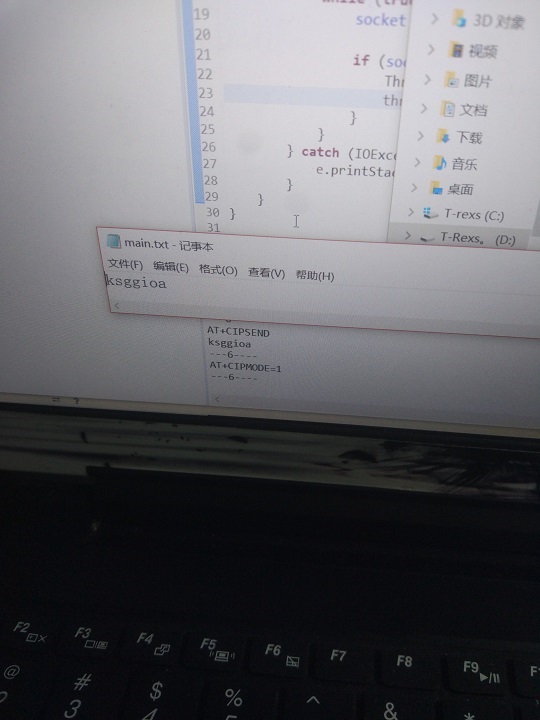 19
socket
20
21
if (so
22
Th
23
th
24
}
25
}
26
} catch (IOExc
27
e.printStac
28
}
29
}
30 }
31
3D 对象
视频
图片
文档
下载
音乐
桌面
T-rexs (C:)
T-Rexs。 (D:)
main.txt - 记事本
文件(F) 编辑(E) 格式(O) 查看(V) 帮助(H)
ksggioa
AT+CIPSEND
ksggioa
---6----
AT+CIPMODE=1
---6----
F2
F3
F4
F5
F6
F7
F8
F9
@
#
$
%
^
&
*
3